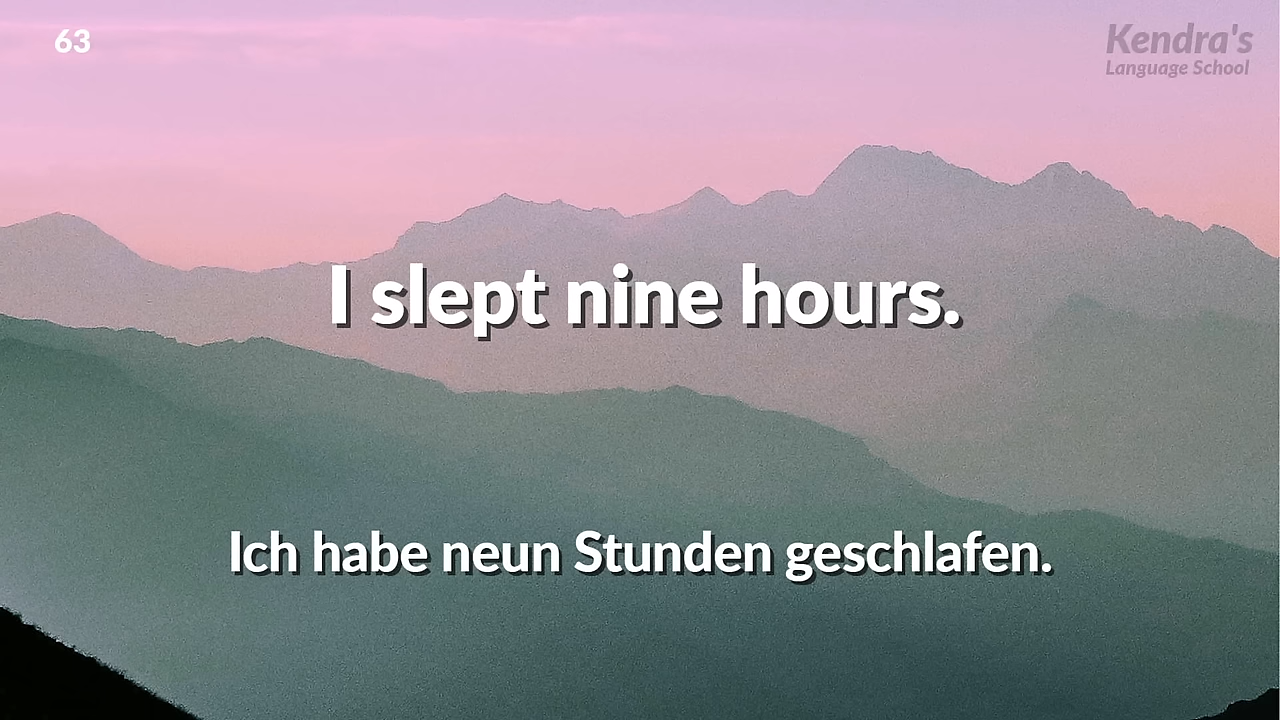 63
Kendra's
Language School
I slept nine hours.
Ich habe neun Stunden geschlafen.